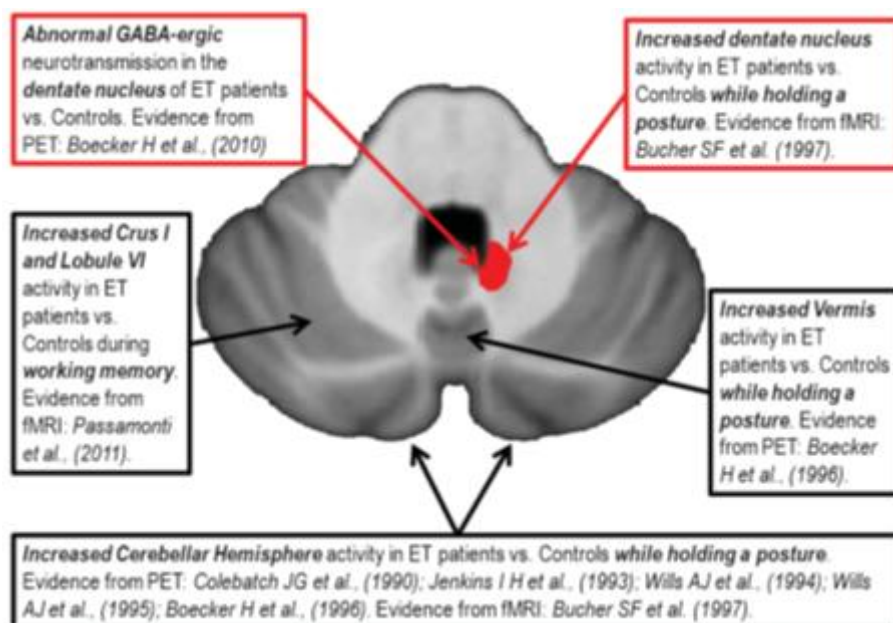 Abnormal GABA-ergic
neurotransmission in the
dentate nucleus of ET patients
vs. Controls. Evidence from
PET: Boecker H et al., (2010)
Increased dentate nucleus
activity in ET patients vs.
Controls while holding a
posture. Evidence from fMRI:
Bucher SF et al. (1997).
Increased Crus I
and Lobule VI
activity in ET
patients vs.
Controls during
working memory.
Evidence from
fMRI: Passamonti
et al., (2011).
Increased Vermis
activity in ET
patients vs. Controls
while holding a
posture. Evidence
from PET: Boecker
H et al., (1996).
Increased Cerebellar Hemisphere activity in ET patients vs. Controls while holding a posture.
Evidence from PET: Colebatch JG et al., (1990); Jenkins I H et al., (1993); Wills AJ et al., (1994); Wills
AJ et al., (1995); Boecker H et al., (1996). Evidence from fMRI: Bucher SF et al. (1997).